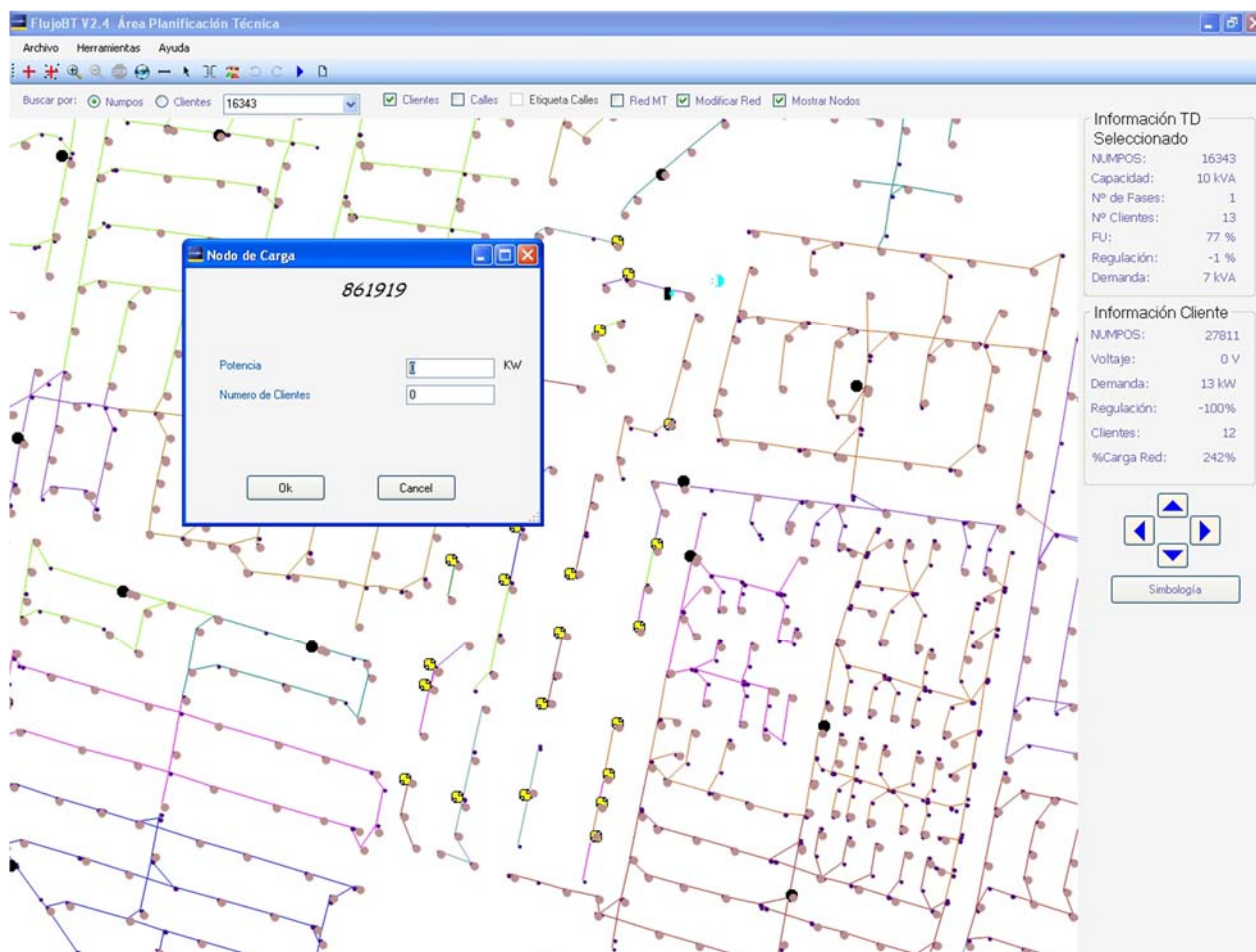 FlujoBT V2.4 Área Planificación Técnica
Archivo Herramientas Ayuda
Buscar por: Numpos Clientes 16343 Clientes Calles Etiqueta Calles Red MT Modificar Red Mostrar Nodos
Información TD
Seleccionado
NUMPOS: 16343
Capacidad: 10 kVA
Nº de Fases: 1
Nº Clientes: 13
FU: 77 %
Regulación: -1 %
Demanda: 7 kVA
Información Cliente
NUMPOS: 27811
Voltaje: 0 V
Demanda: 13 kW
Regulación: -100%
Clientes: 12
%Carga Red: 242%
Simbología
Nodo de Carga
861919
Potencia 0 KW
Numero de Clientes 0
Ok Cancel